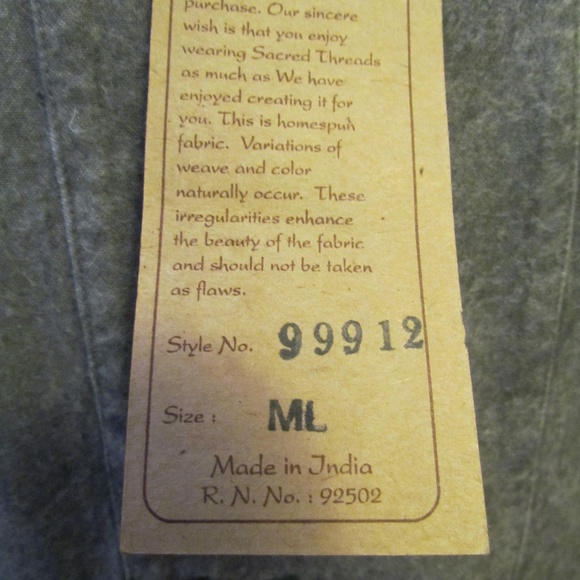 purchase. Our sincere
wish is that you enjoy
wearing Sacred Threads
as much as We have
enjoyed creating it for
you. This is homespun
fabric. Variations of
weave and color
naturally occur. These
irregularities enhance
the beauty of the fabric
and should not be taken
as flaws.
Style No. 99912
Size : ML
Made in India
R. N. No. : 92502